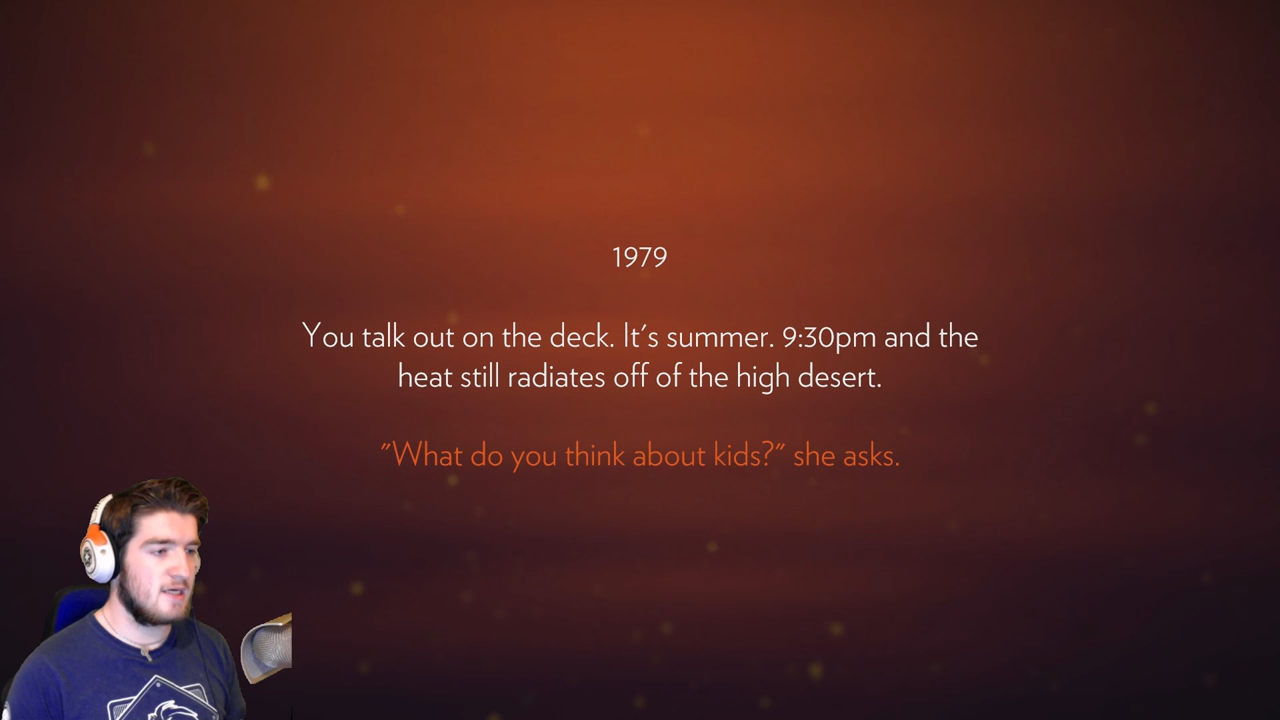 1979
You talk out on the deck. It's summer. 9:30pm and the
heat still radiates off of the high desert.
"What do you think about kids?" she asks.